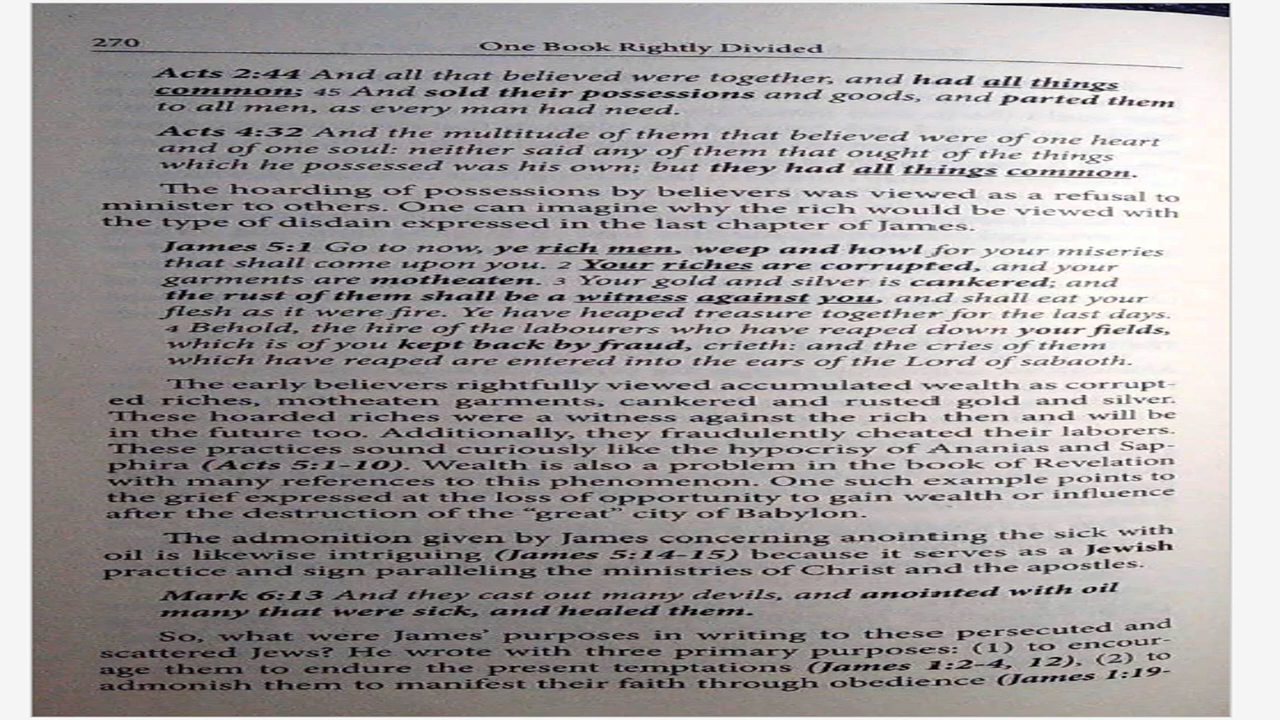 270
One Book Rightly Divided
Acts 2:44 And all that believed were together, and had all things
common; 45 And sold their possessions and goods, and parted them
to all men, as every man had need.
Acts 4:32 And the multitude of them that believed were of one heart
and of one soul: neither said any of them that ought of the things
which he possessed was his own; but they had all things common.
The hoarding of possessions by believers was viewed as a refusal to
minister to others. One can imagine why the rich would be viewed with
the type of disdain expressed in the last chapter of James.
James 5:1 Go to now, ye rich men, weep and howl for your miseries
that shall come upon you. 2 Your riches are corrupted, and your
garments are motheaten. 3 Your gold and silver is cankered; and
the rust of them shall be a witness against you, and shall eat your
flesh as it were fire. Ye have heaped treasure together for the last days.
4 Behold, the hire of the labourers who have reaped down your fields,
which is of you kept back by fraud, crieth: and the cries of them
which have reaped are entered into the ears of the Lord of sabaoth.
The early believers rightfully viewed accumulated wealth as corrupt-
ed riches, motheaten garments, cankered and rusted gold and silver.
These hoarded riches were a witness against the rich then and will be
in the future too. Additionally, they fraudulently cheated their laborers.
These practices sound curiously like the hypocrisy of Ananias and Sap-
phira (Acts 5:1-10). Wealth is also a problem in the book of Revelation
with many references to this phenomenon. One such example points to
the grief expressed at the loss of opportunity to gain wealth or influence
after the destruction of the "great" city of Babylon.
The admonition given by James concerning anointing the sick with
oil is likewise intriguing (James 5:14-15) because it serves as a Jewish
practice and sign paralleling the ministries of Christ and the apostles.
Mark 6:13 And they cast out many devils, and anointed with oil
many that were sick, and healed them.
So, what were James' purposes in writing to these persecuted and
scattered Jews? He wrote with three primary purposes: (1) to encour-
age them to endure the present temptations (James 1:2-4, 12), (2) to
admonish them to manifest their faith through obedience (James 1:19-